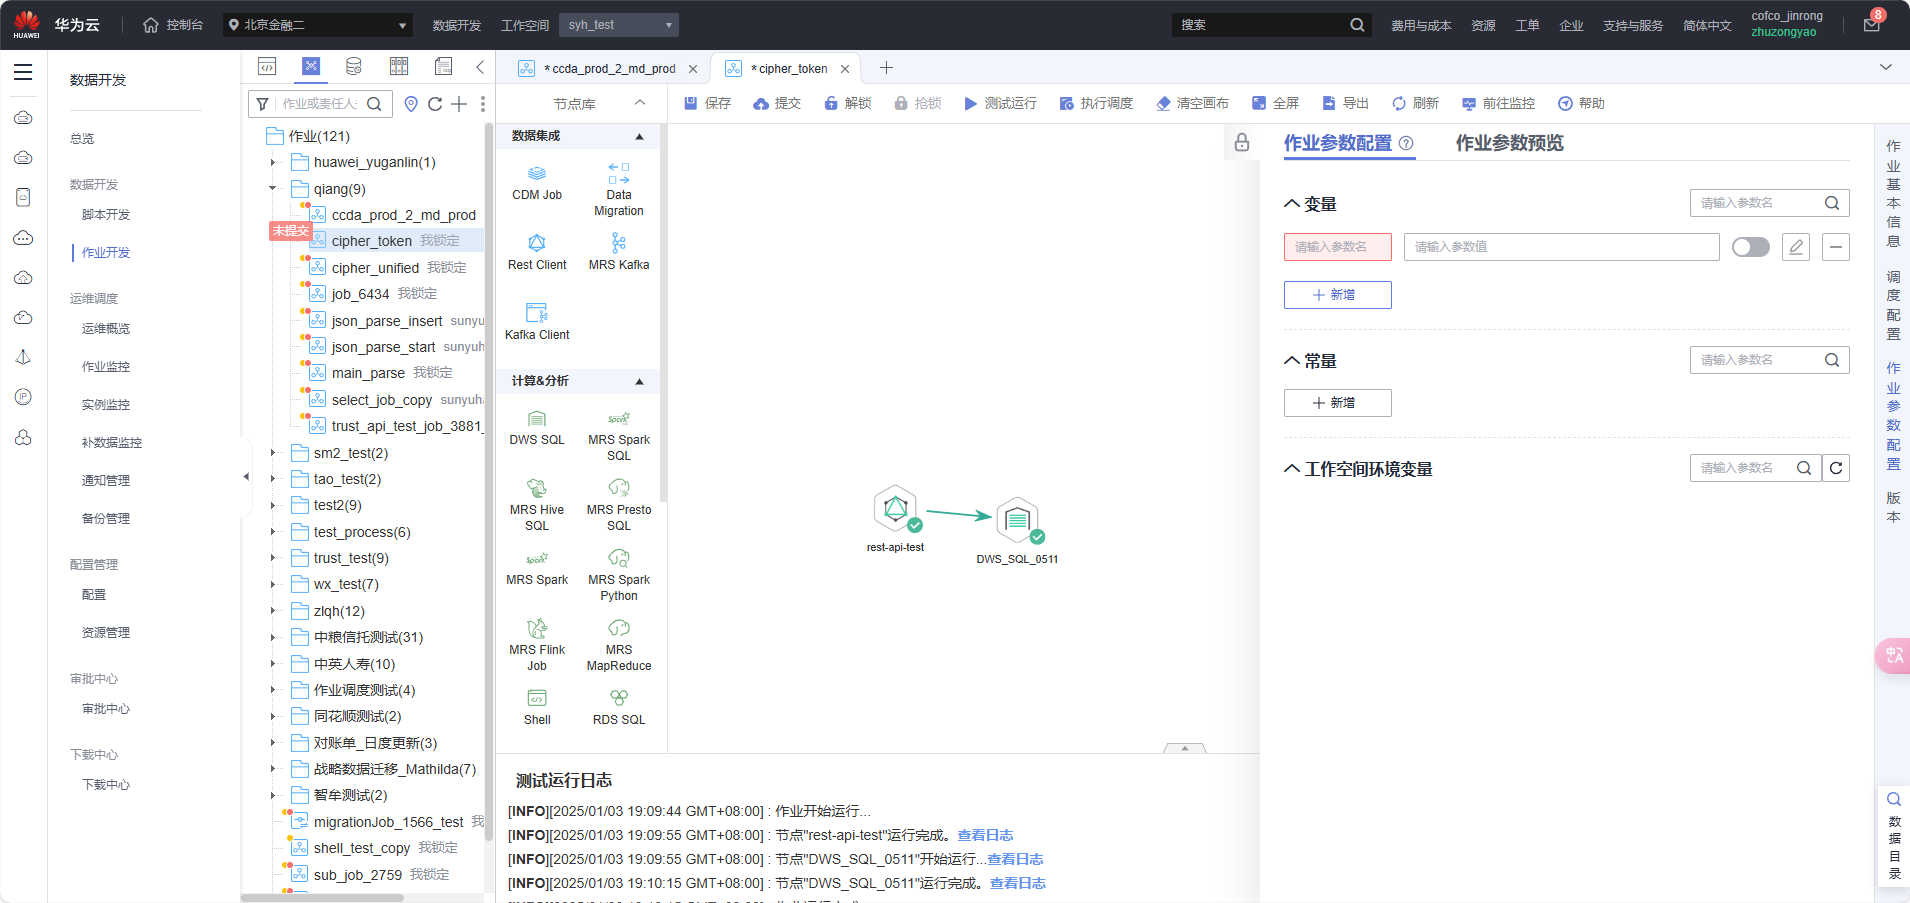 HUAWEI
华为云
控制台
北京金融二
数据开发
工作空间
syh_test
搜索
费用与成本
资源
工单
企业
支持与服务
简体中文
cofco_jinrong
zhuzongyao
8
数据开发
总览
数据开发
脚本开发
作业开发
运维调度
运维概览
作业监控
实例监控
补数据监控
通知管理
备份管理
配置管理
配置
资源管理
审批中心
审批中心
下载中心
下载中心
作业或责任人
作业(121)
huawei_yuganlin(1)
qiang(9)
ccda_prod_2_md_prod
未提交
cipher_token 我锁定
cipher_unified 我锁定
job_6434 我锁定
json_parse_insert sunyu
json_parse_start sunyuh
main_parse 我锁定
select_job_copy sunyuha
trust_api_test_job_3881_
sm2_test(2)
tao_test(2)
test2(9)
test_process(6)
trust_test(9)
wx_test(7)
zlqh(12)
中粮信托测试(31)
中英人寿(10)
作业调度测试(4)
同花顺测试(2)
对账单_日度更新(3)
战略数据迁移_Mathilda(7)
智牟测试(2)
migrationJob_1566_test 我
shell_test_copy 我锁定
sub_job_2759 我锁定
* ccda_prod_2_md_prod
* cipher_token
节点库
保存
提交
解锁
抢锁
测试运行
执行调度
清空画布
全屏
导出
刷新
前往监控
帮助
数据集成
CDM Job
Data
Migration
Rest Client
MRS Kafka
Kafka Client
计算&分析
DWS SQL
MRS Spark
SQL
MRS Hive
SQL
MRS Presto
SQL
MRS Spark
MRS Spark
Python
MRS Flink
Job
MRS
MapReduce
Shell
RDS SQL
rest-api-test
DWS_SQL_0511
测试运行日志
[INFO][2025/01/03 19:09:44 GMT+08:00] : 作业开始运行...
[INFO][2025/01/03 19:09:55 GMT+08:00] : 节点"rest-api-test"运行完成。查看日志
[INFO][2025/01/03 19:09:55 GMT+08:00] : 节点"DWS_SQL_0511"开始运行...查看日志
[INFO][2025/01/03 19:10:15 GMT+08:00] : 节点"DWS_SQL_0511"运行完成。查看日志
作业参数配置
作业参数预览
变量
请输入参数名
请输入参数名
请输入参数值
新增
常量
请输入参数名
新增
工作空间环境变量
请输入参数名
作业基本信息
调度配置
作业参数配置
版本
数据目录